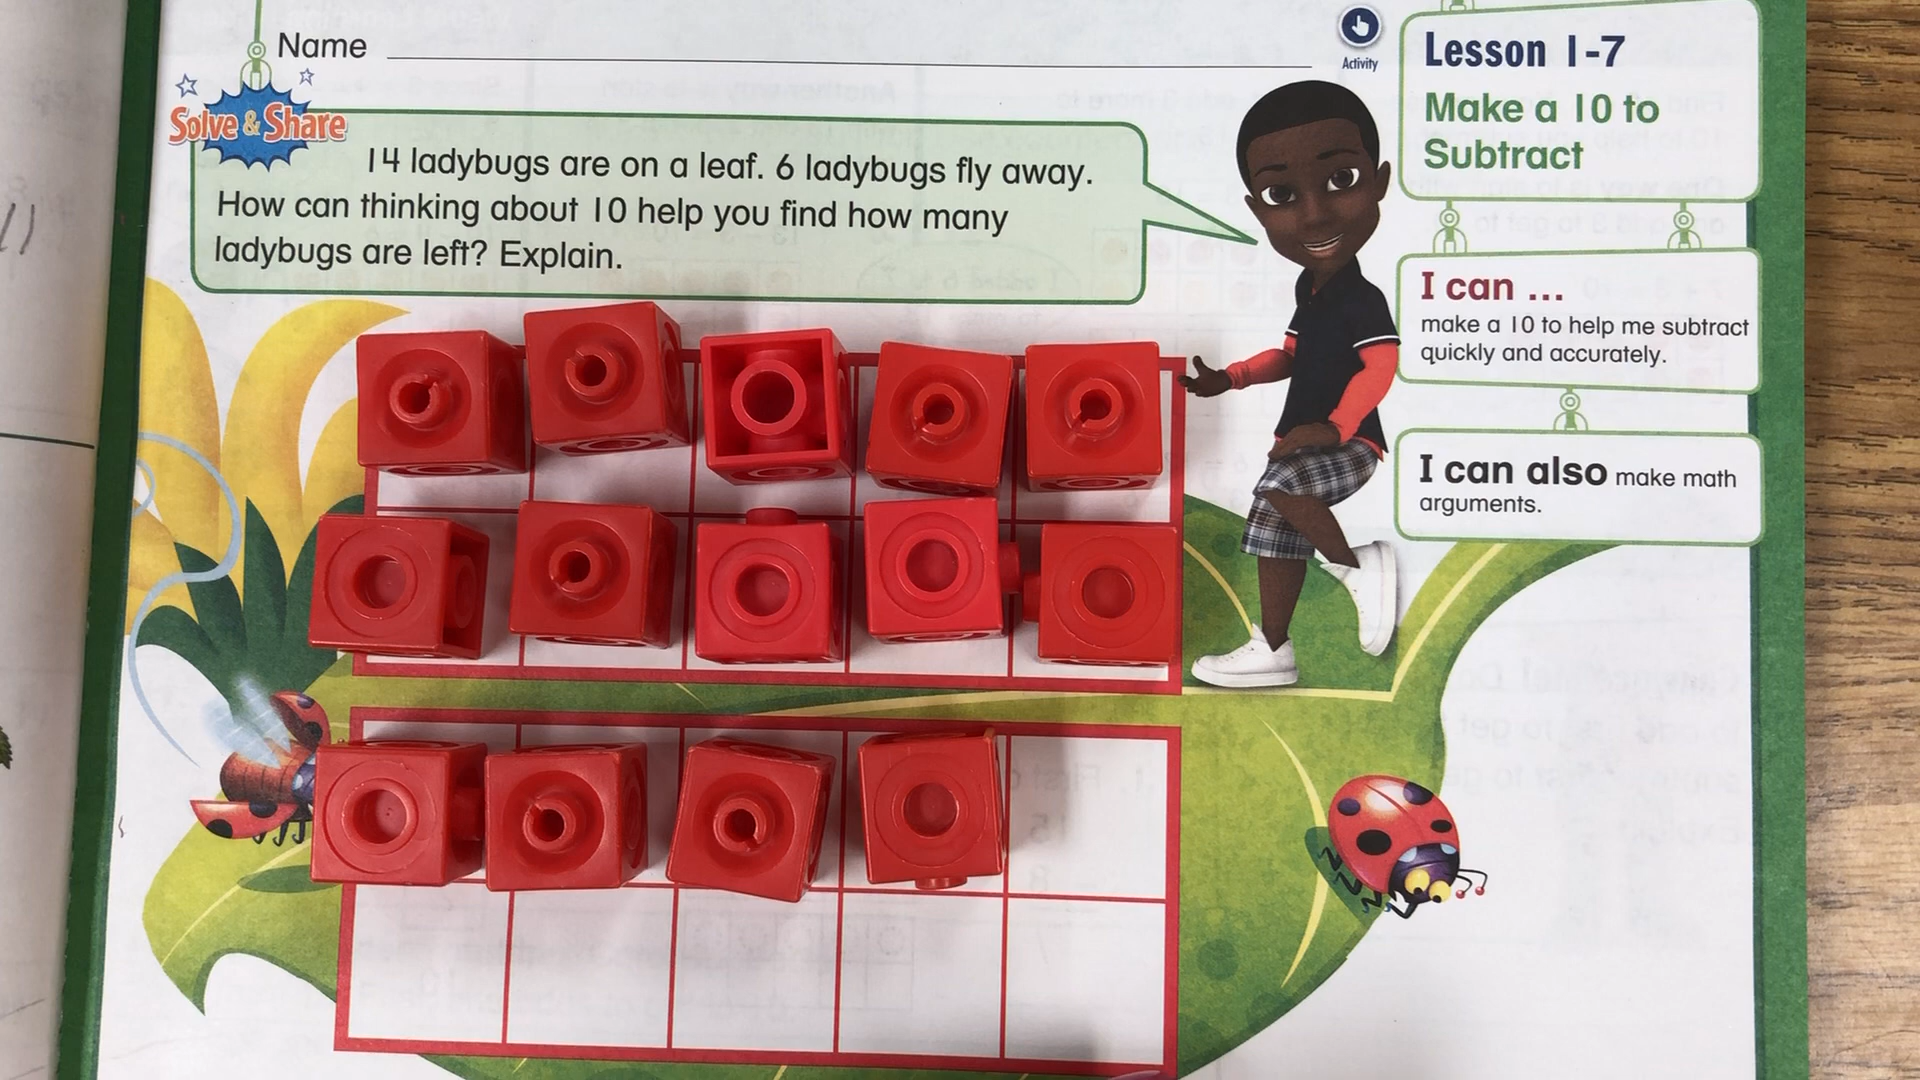 Name
Activity
Lesson 1-7
Make a 10 to
Subtract
Solve & Share
14 ladybugs are on a leaf. 6 ladybugs fly away.
How can thinking about 10 help you find how many
ladybugs are left? Explain.
I can ...
make a 10 to help me subtract
quickly and accurately.
I can also make math
arguments.